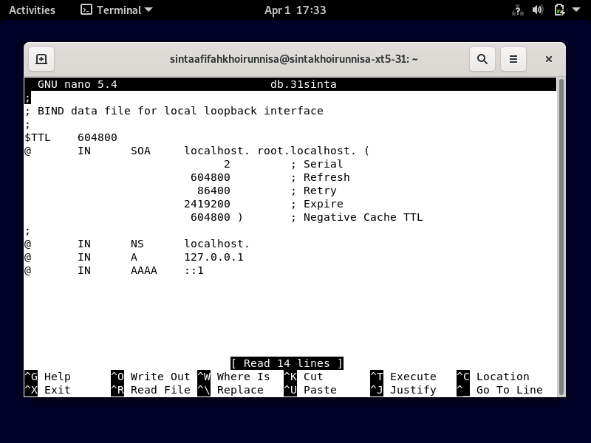 Activities Terminal Apr 1 17:33
sintaafifahkhoirunnisa@sintakhoirunnisa-xt5-31: ~
GNU nano 5.4 db.31sinta
;
; BIND data file for local loopback interface
;
$TTL 604800
@ IN SOA localhost. root.localhost. (
2 ; Serial
604800 ; Refresh
86400 ; Retry
2419200 ; Expire
604800 ) ; Negative Cache TTL
;
@ IN NS localhost.
@ IN A 127.0.0.1
@ IN AAAA ::1
[ Read 14 lines ]
^G Help ^O Write Out ^W Where Is ^K Cut ^T Execute ^C Location
^X Exit ^R Read File ^\ Replace ^U Paste ^J Justify ^_ Go To Line